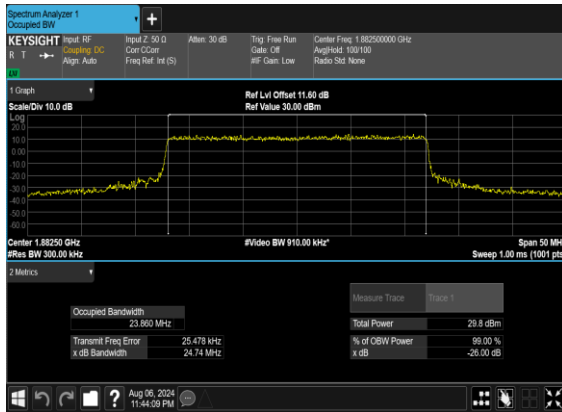 Spectrum Analyzer 1
Occupied BW
+
KEYSIGHT Input: RF Input Z: 50 Ω Atten: 30 dB Trig: Free Run Center Freq: 1.882500000 GHz
R T Coupling: DC Corr CCorr Gate: Off Avg|Hold: 100/100
Align: Auto Freq Ref: Int (S) #IF Gain: Low Radio Std: None
1 Graph
Ref Lvl Offset 11.60 dB
Scale/Div 10.0 dB Ref Value 30.00 dBm
Log
20.0
10.0
0.00
-10.0
-20.0
-30.0
-40.0
-50.0
-60.0
Center 1.88250 GHz #Video BW 910.00 kHz* Span 50 MH
#Res BW 300.00 kHz Sweep 1.00 ms (1001 pts
2 Metrics
Measure Trace Trace 1
Occupied Bandwidth
23.860 MHz Total Power 29.8 dBm
Transmit Freq Error 25.478 kHz % of OBW Power 99.00 %
x dB Bandwidth 24.74 MHz x dB -26.00 dB
? Aug 06, 2024
11:44:09 PM